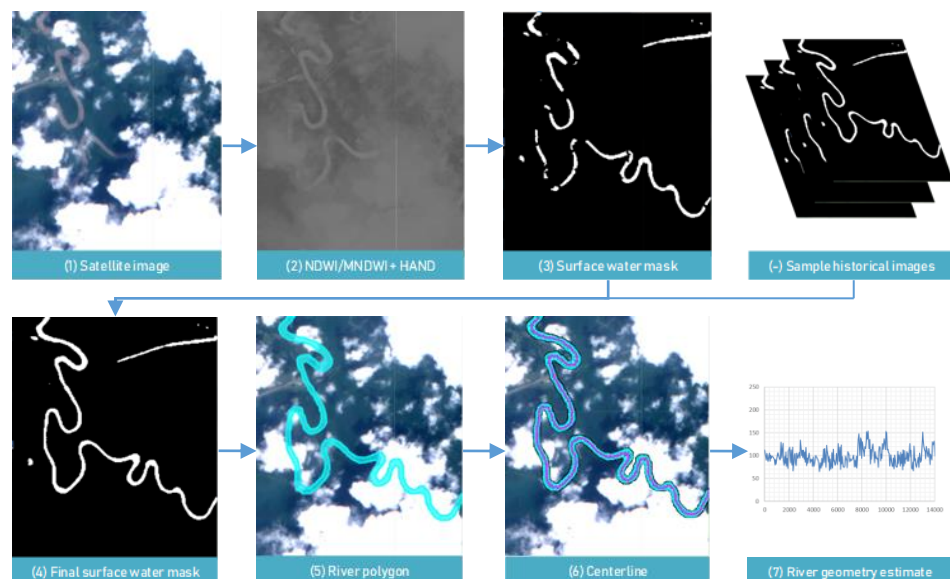 (1) Satellite image
(2) NDWI/MNDWI + HAND
(3) Surface water mask
(-) Sample historical images
250
200
150
100
50
0
0 2000 4000 6000 8000 10000 12000 14000
(4) Final surface water mask
(5) River polygon
(6) Centerline
(7) River geometry estimate